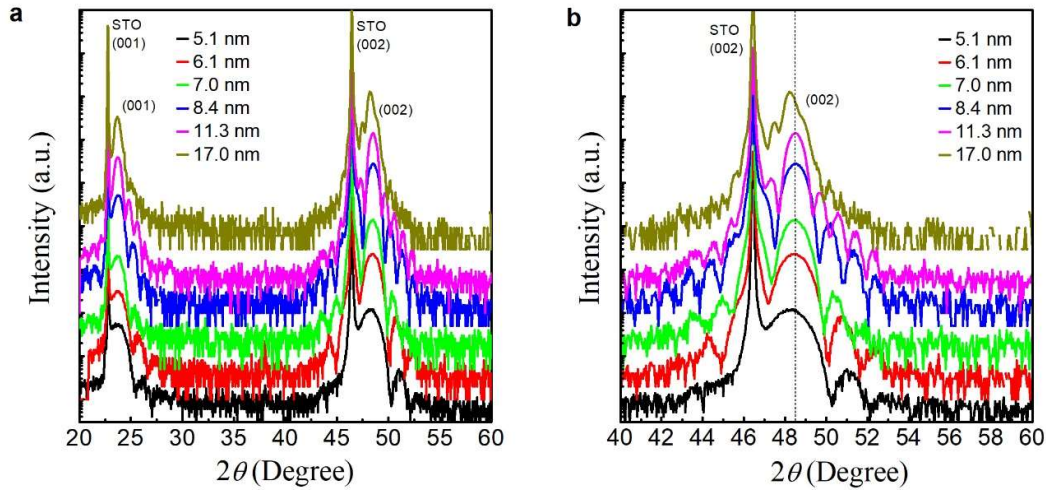 a
STO
(001)
(001)
STO
(002)
(002)
5.1 nm
6.1 nm
7.0 nm
8.4 nm
11.3 nm
17.0 nm
Intensity (a.u.)
20 25 30 35 40 45 50 55 60
2θ (Degree)
b
STO
(002)
(002)
5.1 nm
6.1 nm
7.0 nm
8.4 nm
11.3 nm
17.0 nm
Intensity (a.u.)
40 42 44 46 48 50 52 54 56 58 60
2θ (Degree)